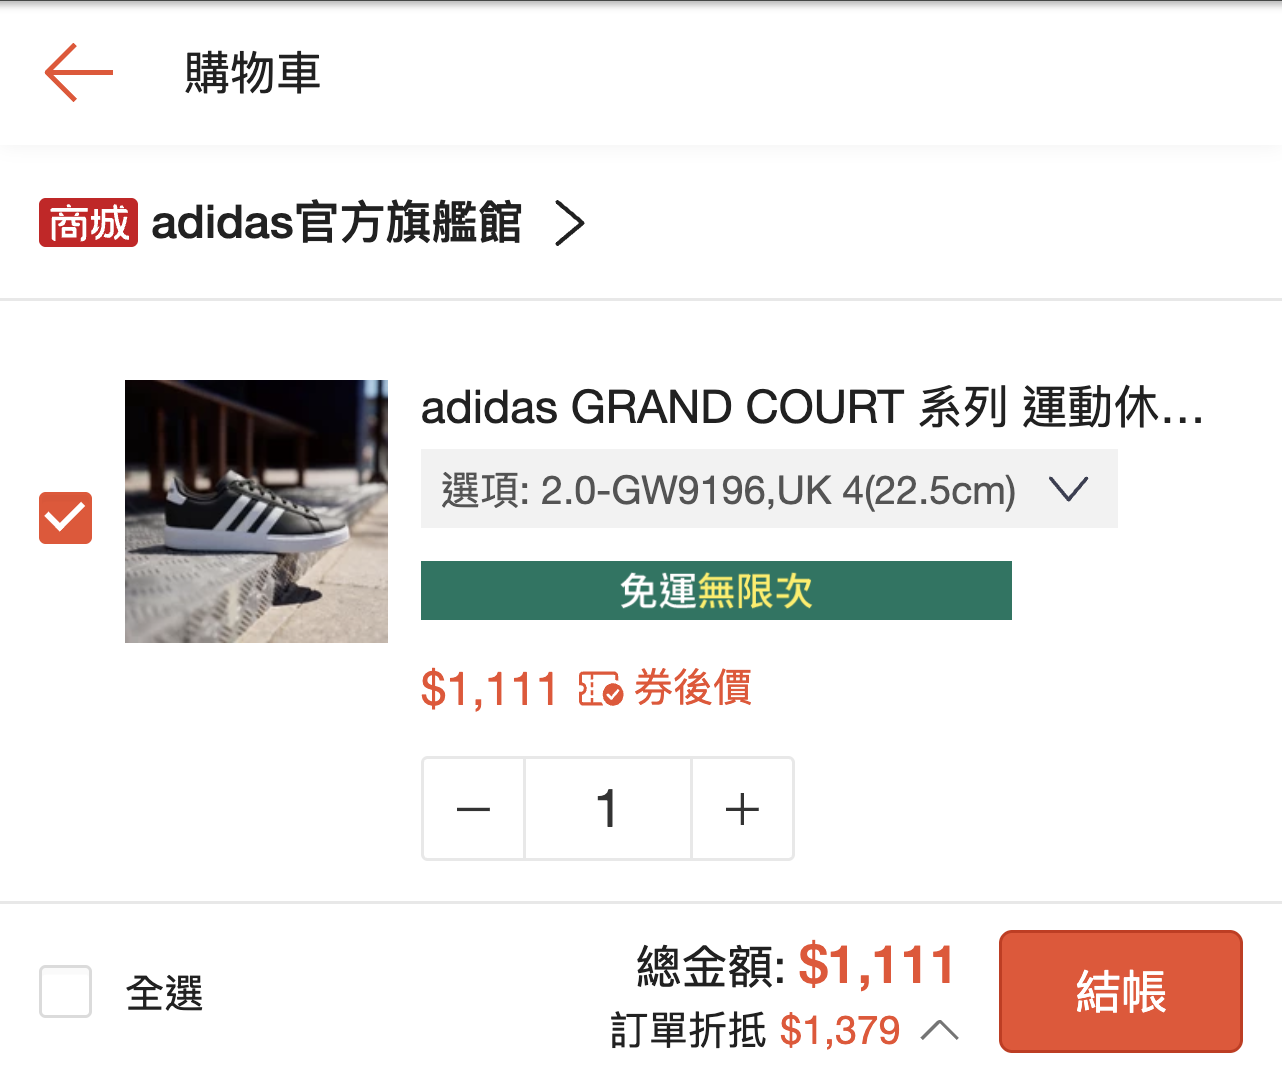 購物車
商城 adidas官方旗艦館
adidas GRAND COURT 系列 運動休...
選項: 2.0-GW9196,UK 4(22.5cm)
免運無限次
$1,111 券後價
1
總金額: $1,111
全選
訂單折抵 $1,379
結帳